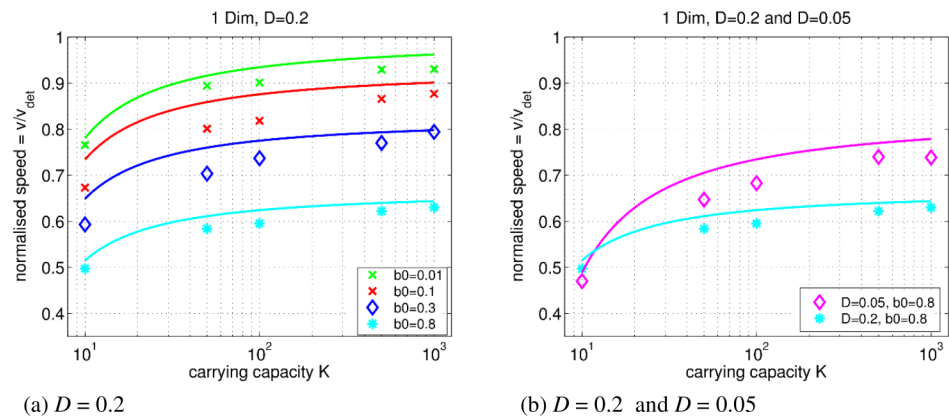 1 Dim, D=0.2
normalised speed = v/v_det
1
0.9
0.8
0.7
0.6
0.5
0.4
10^1
10^2
10^3
carrying capacity K
b0=0.01
b0=0.1
b0=0.3
b0=0.8
(a) D = 0.2
1 Dim, D=0.2 and D=0.05
normalised speed = v/v_det
1
0.9
0.8
0.7
0.6
0.5
0.4
10^1
10^2
10^3
carrying capacity K
D=0.05, b0=0.8
D=0.2, b0=0.8
(b) D = 0.2 and D = 0.05